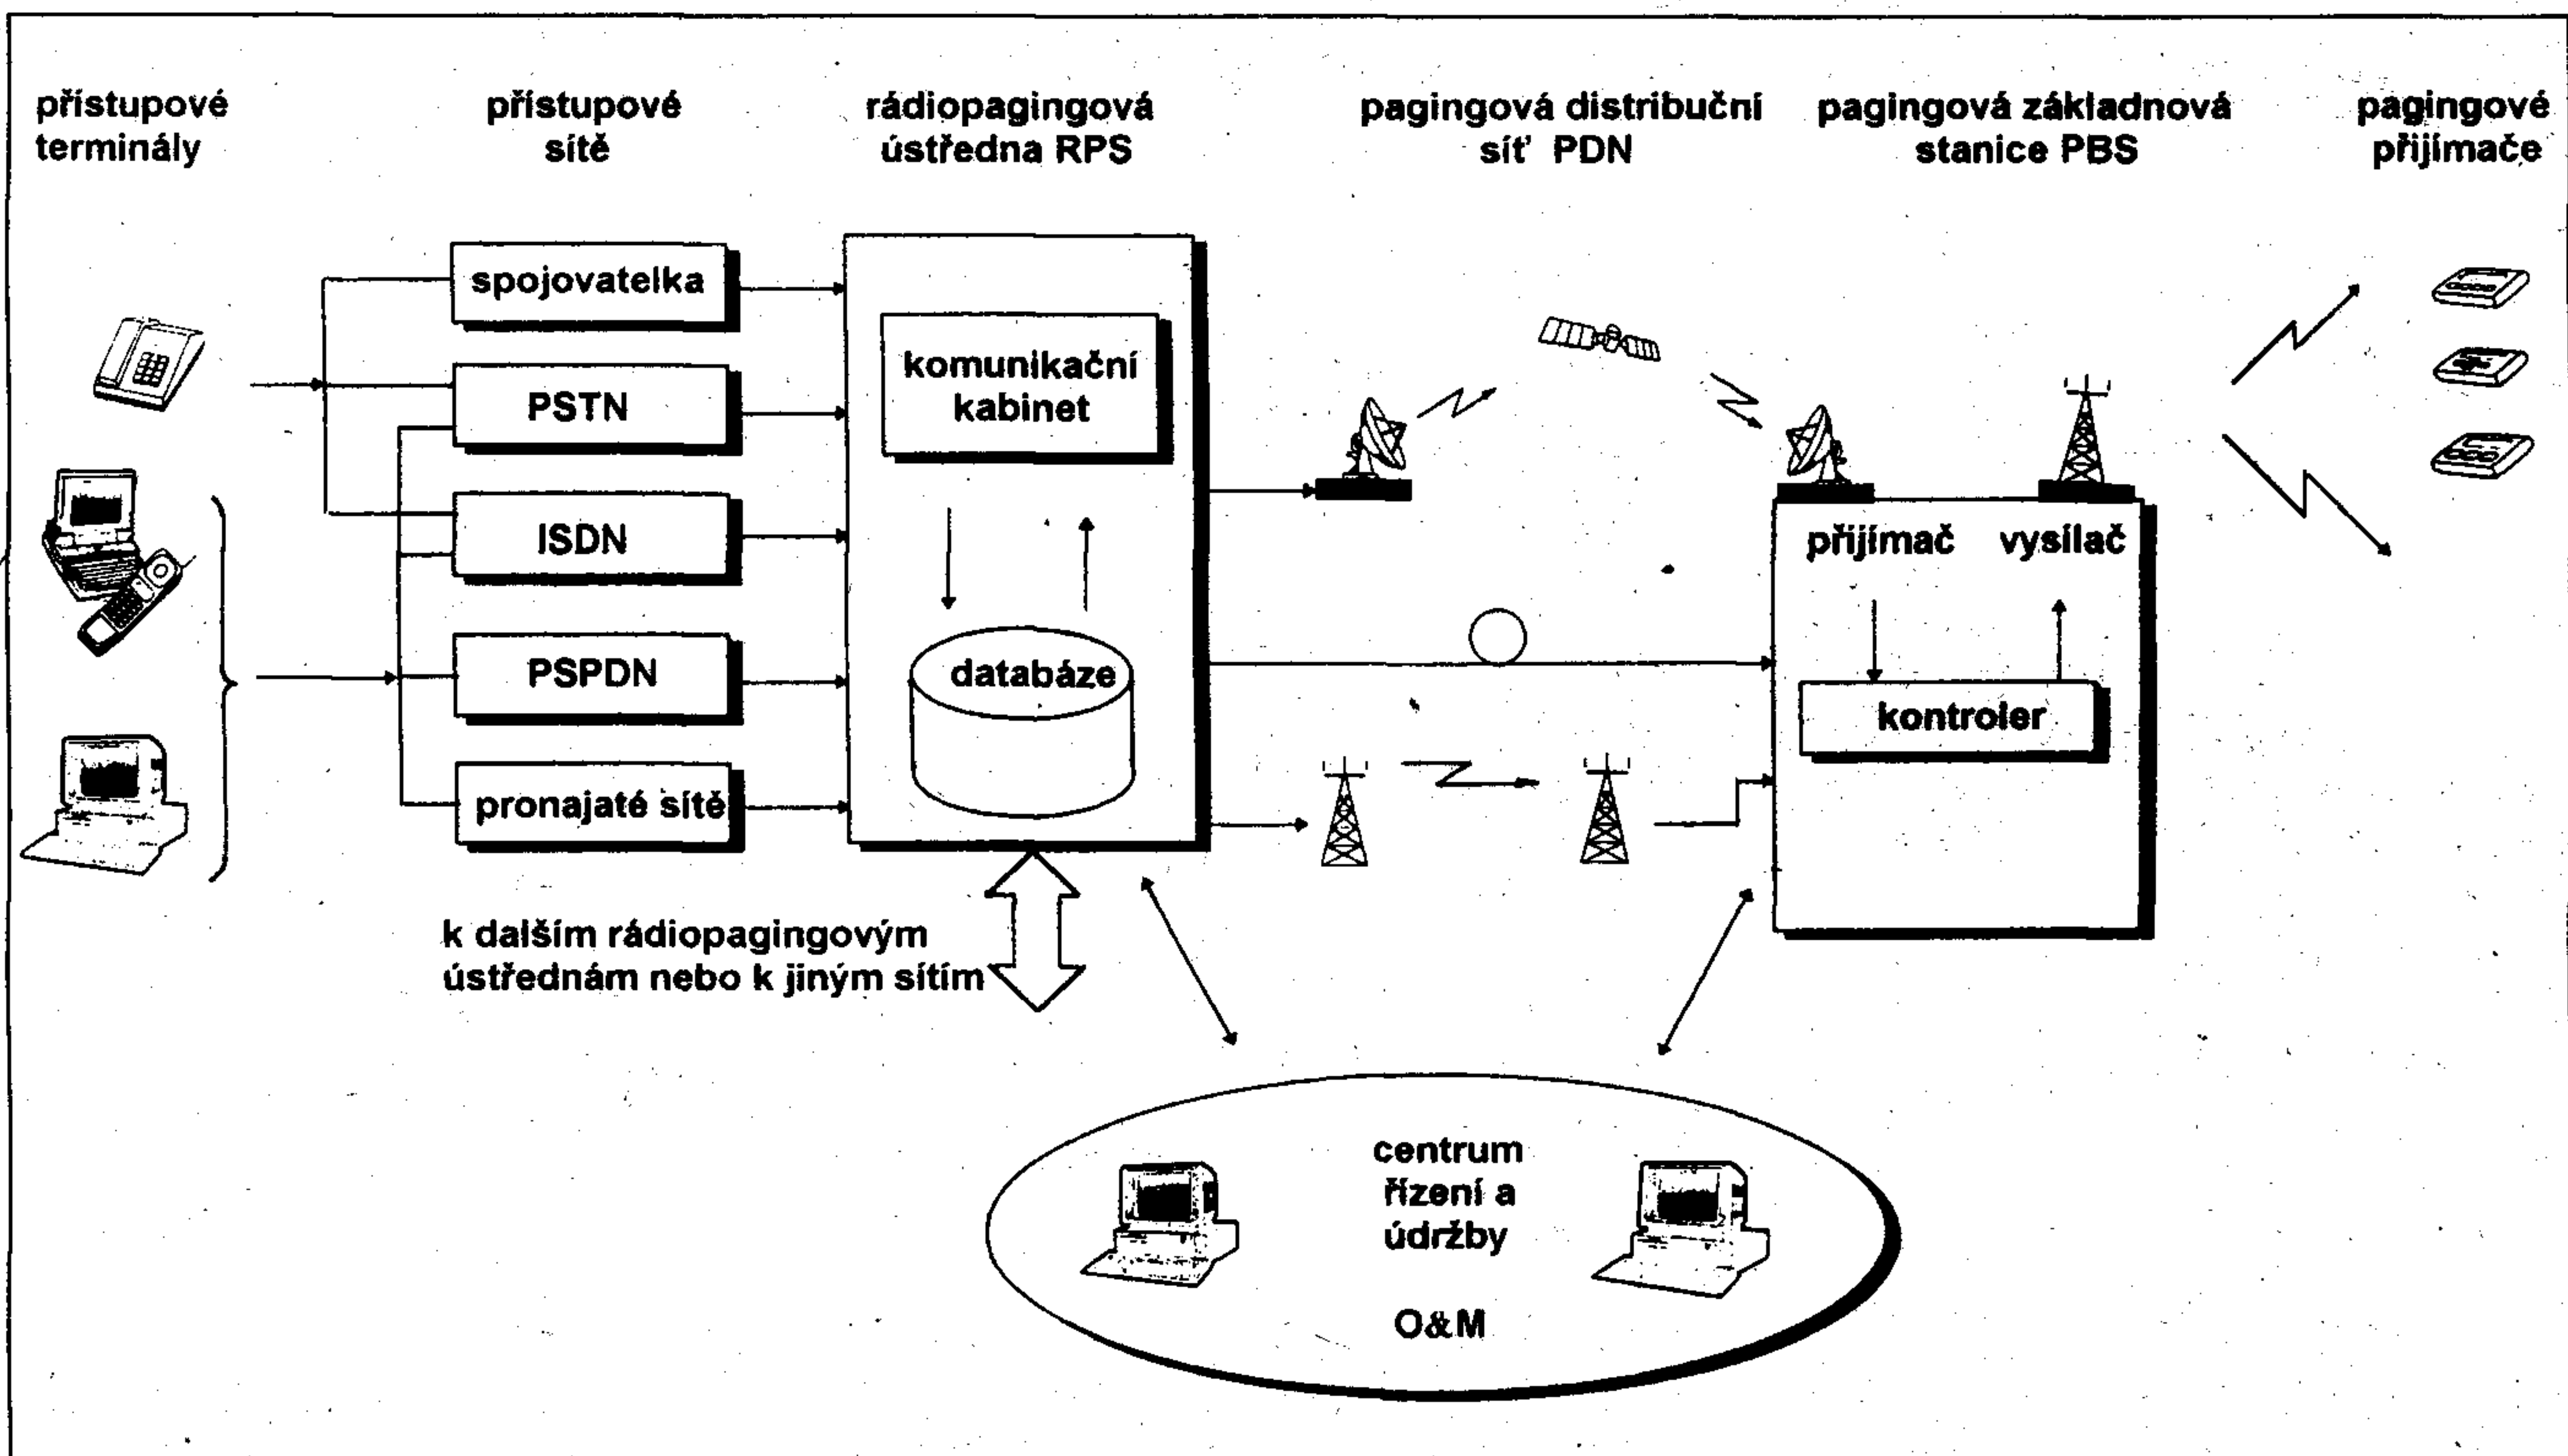 přístupové
terminály
přístupové
sítě
rádiopagingová
ústředna RPS
pagingová distribuční
síť PDN
pagingová základnová
stanice PBS
pagingové
přijímače
spojovatelka
PSTN
ISDN
PSPDN
pronajaté sítě
komunikační
kabinet
databáze
přijímač
vysílač
kontroler
k dalším rádiopagingovým
ústřednám nebo k jiným sítím
centrum
řízení a
údržby
O&M